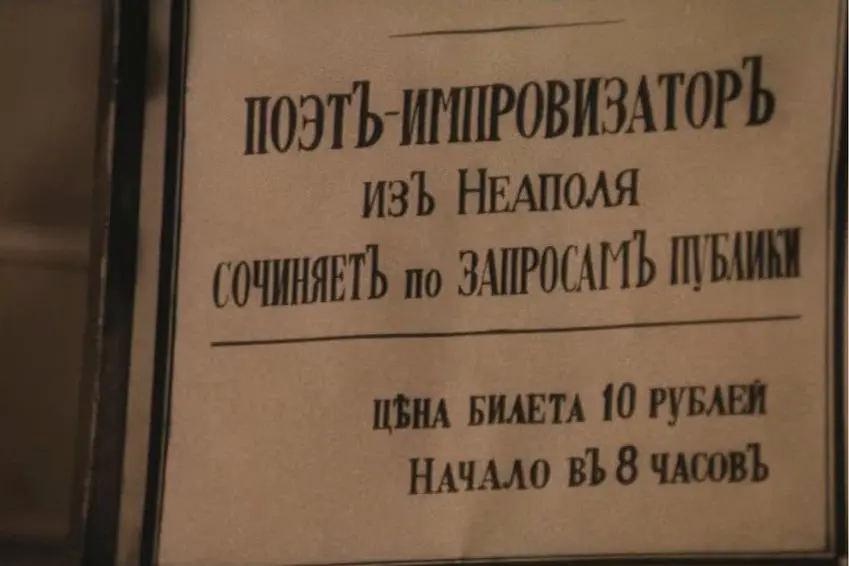 ПОЭТЪ-ИМПРОВИЗАТОРЪ
ИЗЪ НЕАПОЛЯ
СОЧИНЯЕТЪ ПО ЗАПРОСАМЪ ПУБЛИКИ
ЦѢНА БИЛЕТА 10 РУБЛЕЙ
НАЧАЛО ВЪ 8 ЧАСОВЪ